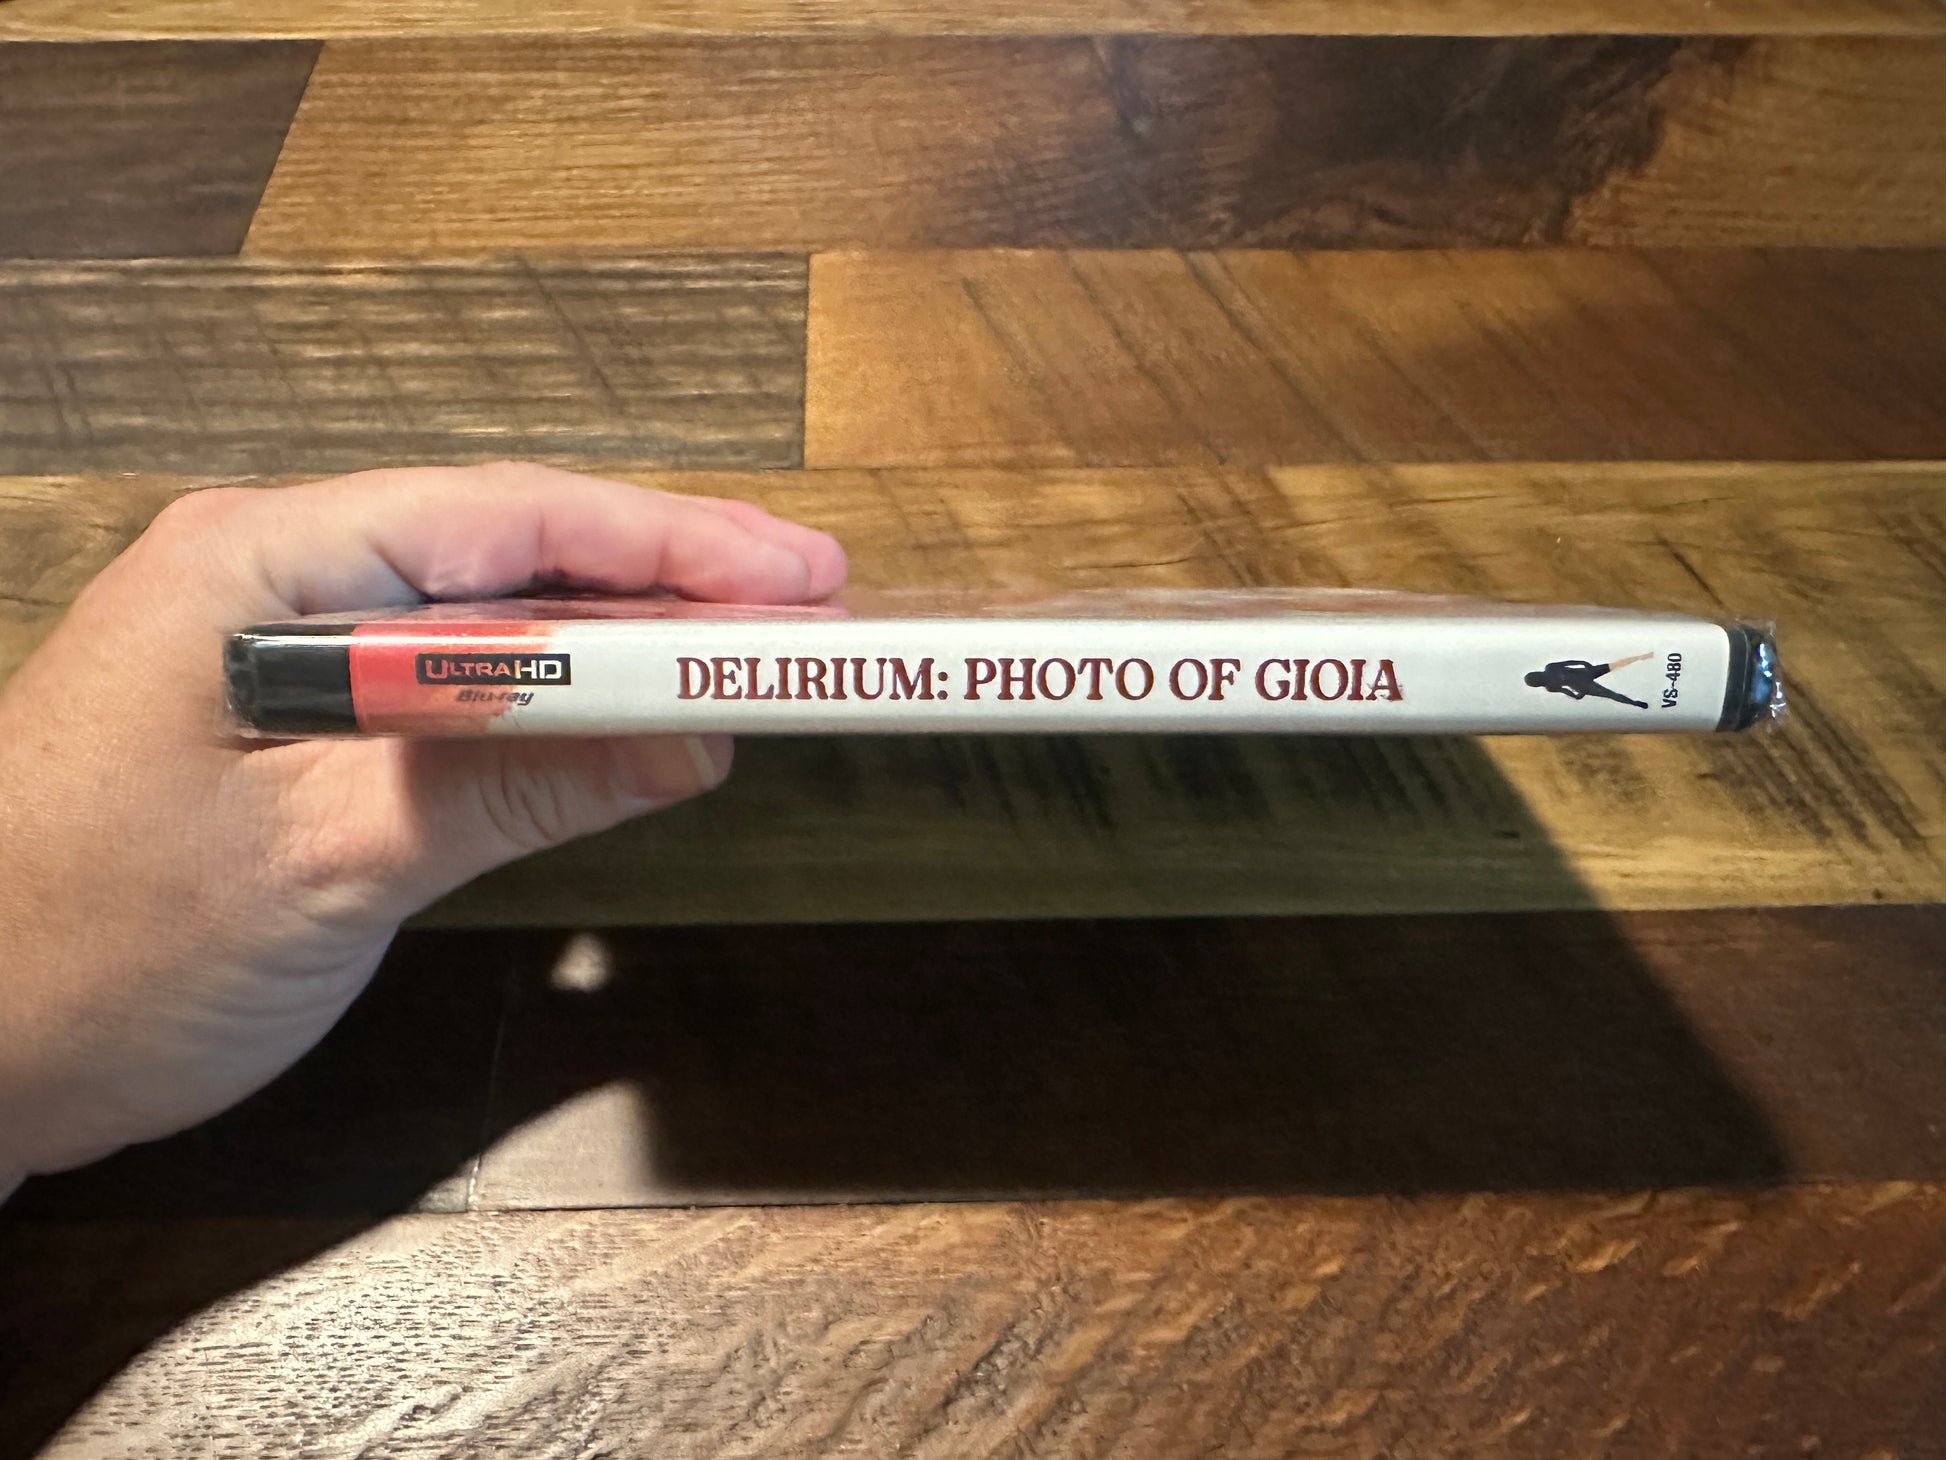 ULTRA HD
Blu-ray
DELIRIUM: PHOTO OF GIOIA
VS-480